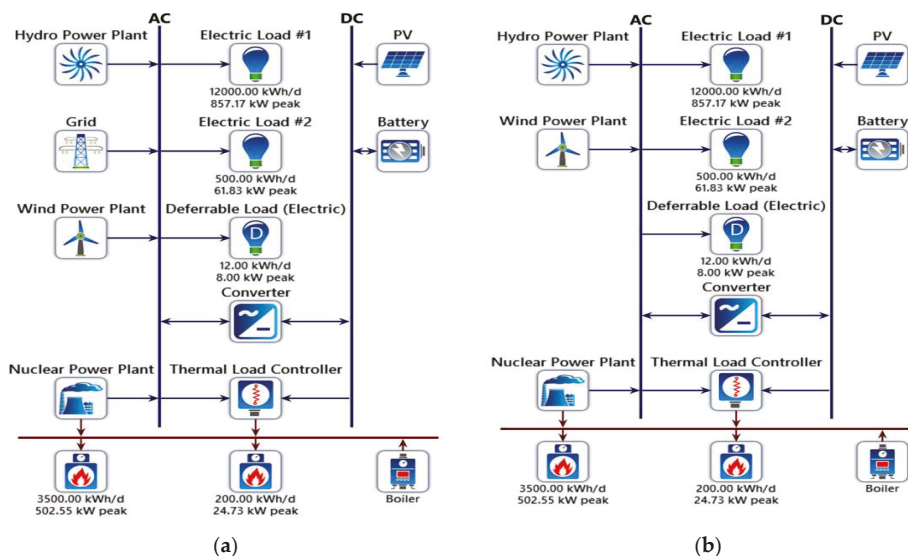 AC
DC
Hydro Power Plant
Electric Load #1
PV
12000.00 kWh/d
857.17 kW peak
Grid
Electric Load #2
Battery
500.00 kWh/d
61.83 kW peak
Wind Power Plant
Deferrable Load (Electric)
D
12.00 kWh/d
8.00 kW peak
Converter
Nuclear Power Plant
Thermal Load Controller
3500.00 kWh/d
502.55 kW peak
200.00 kWh/d
24.73 kW peak
Boiler
(a)
AC
DC
Hydro Power Plant
Electric Load #1
PV
12000.00 kWh/d
857.17 kW peak
Wind Power Plant
Electric Load #2
Battery
500.00 kWh/d
61.83 kW peak
Deferrable Load (Electric)
D
12.00 kWh/d
8.00 kW peak
Converter
Nuclear Power Plant
Thermal Load Controller
3500.00 kWh/d
502.55 kW peak
200.00 kWh/d
24.73 kW peak
Boiler
(b)